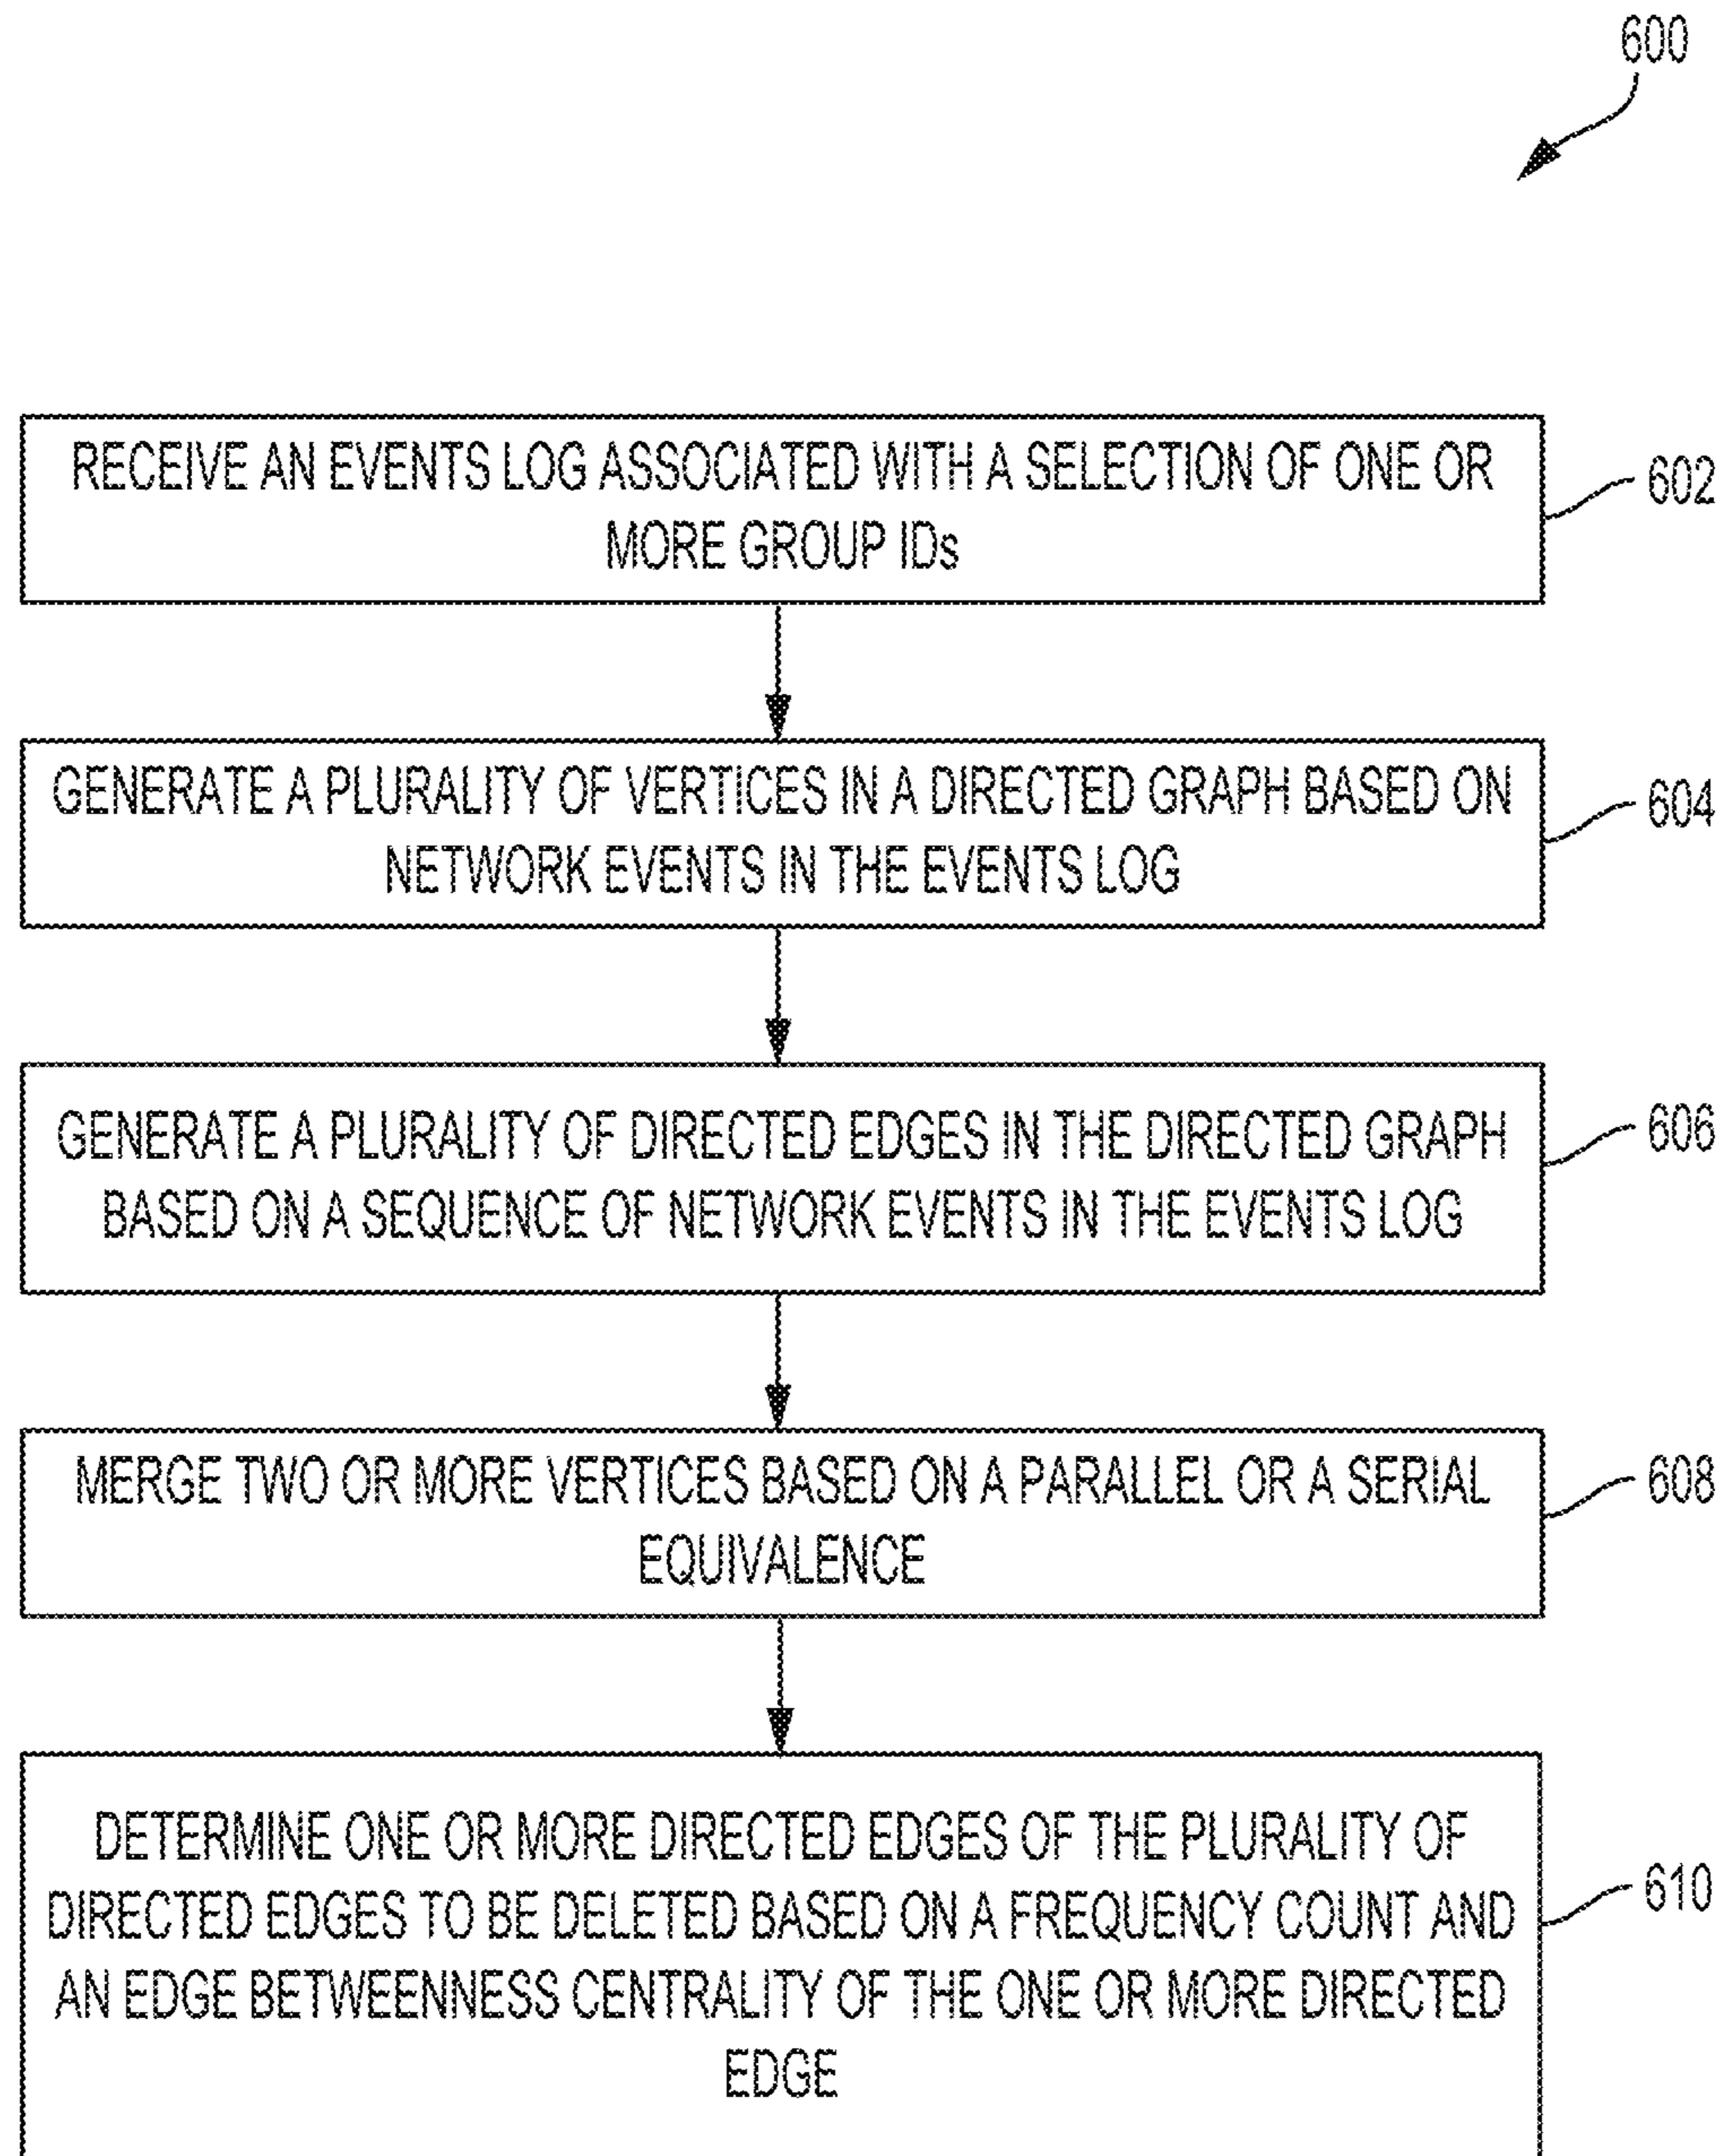 600
RECEIVE AN EVENTS LOG ASSOCIATED WITH A SELECTION OF ONE OR
MORE GROUP IDs
602
GENERATE A PLURALITY OF VERTICES IN A DIRECTED GRAPH BASED ON
NETWORK EVENTS IN THE EVENTS LOG
604
GENERATE A PLURALITY OF DIRECTED EDGES IN THE DIRECTED GRAPH
BASED ON A SEQUENCE OF NETWORK EVENTS IN THE EVENTS LOG
606
MERGE TWO OR MORE VERTICES BASED ON A PARALLEL OR A SERIAL
EQUIVALENCE
608
DETERMINE ONE OR MORE DIRECTED EDGES OF THE PLURALITY OF
DIRECTED EDGES TO BE DELETED BASED ON A FREQUENCY COUNT AND
AN EDGE BETWEENNESS CENTRALITY OF THE ONE OR MORE DIRECTED
EDGE
610